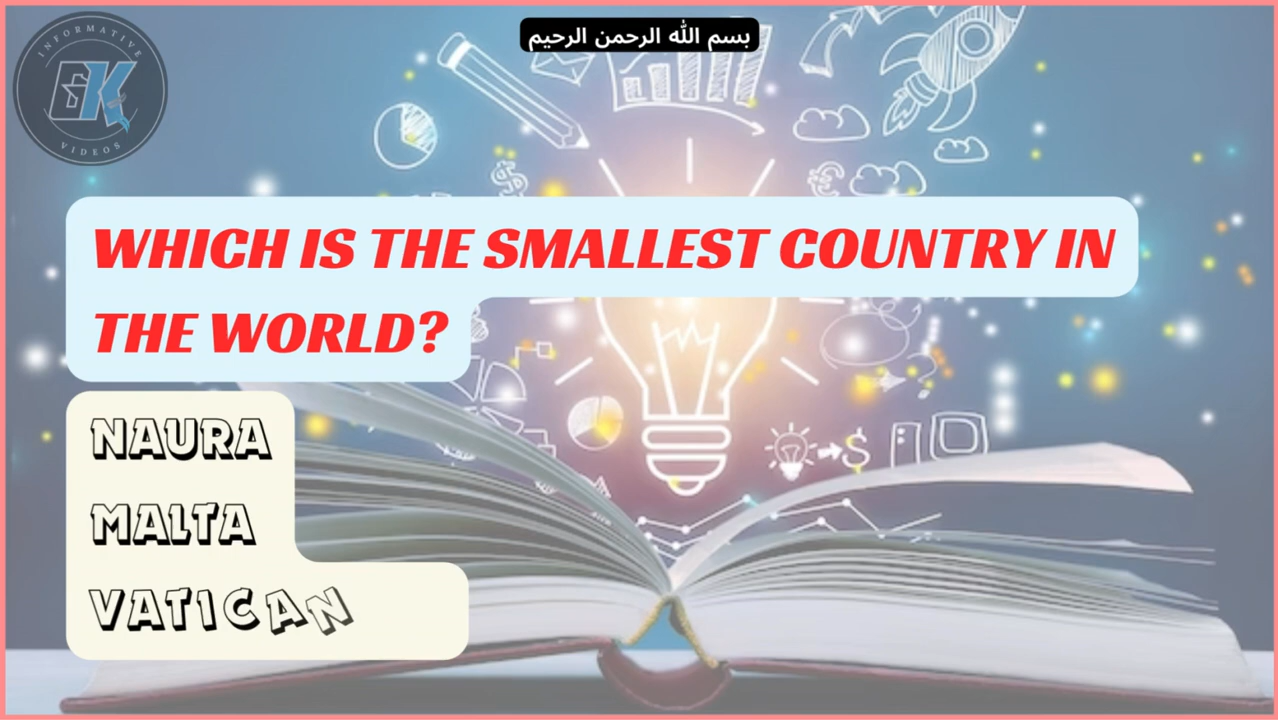 بسم الله الرحمن الرحيم
INFORMATIVE
GK
VIDEOS
WHICH IS THE SMALLEST COUNTRY IN
THE WORLD?
NAURA
MALTA
VATICAN